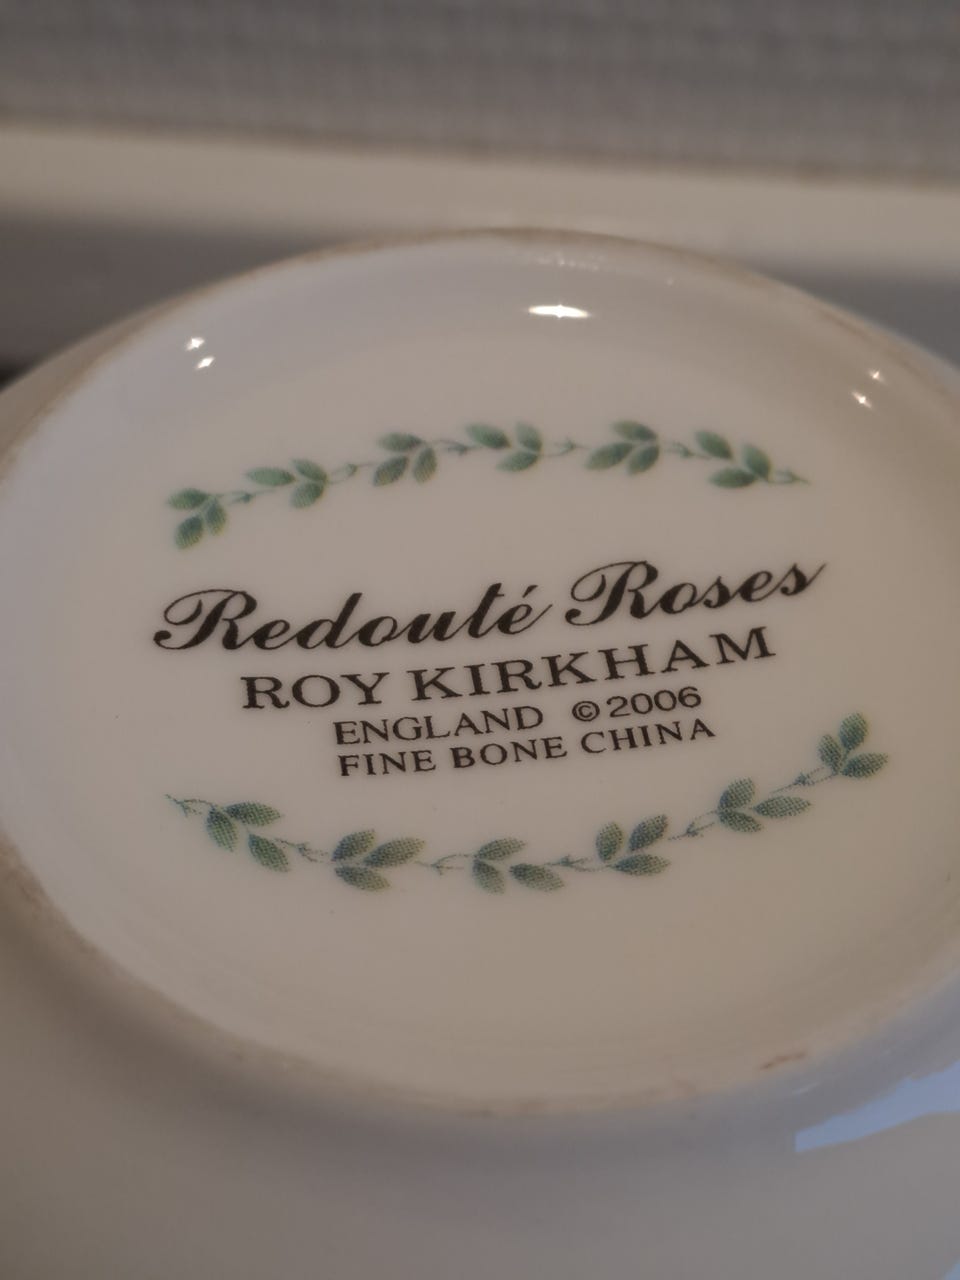 Redouté Roses
ROY KIRKHAM
ENGLAND ©2006
FINE BONE CHINA